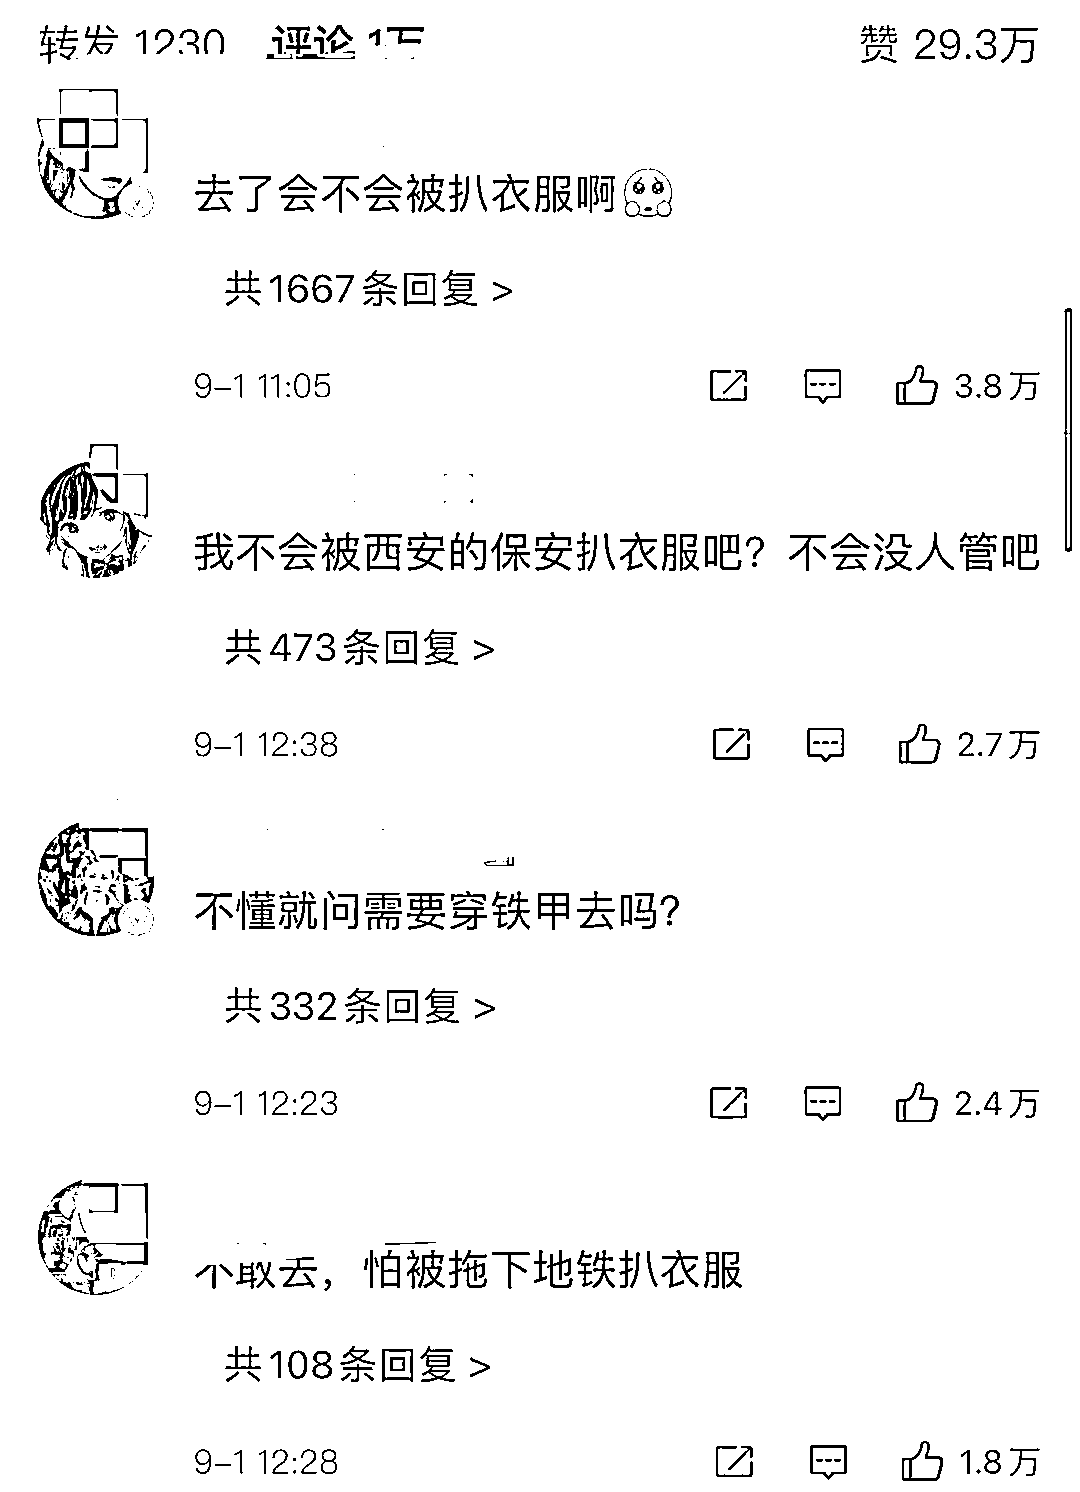 转发 1230 评论 1万 赞 29.3万
去了会不会被扒衣服啊🥺
共1667条回复 >
9-1 11:05 3.8万
我不会被西安的保安扒衣服吧？不会没人管吧
共473条回复 >
9-1 12:38 2.7万
不懂就问需要穿铁甲去吗？
共332条回复 >
9-1 12:23 2.4万
不敢去，怕被拖下地铁扒衣服
共108条回复 >
9-1 12:28 1.8万